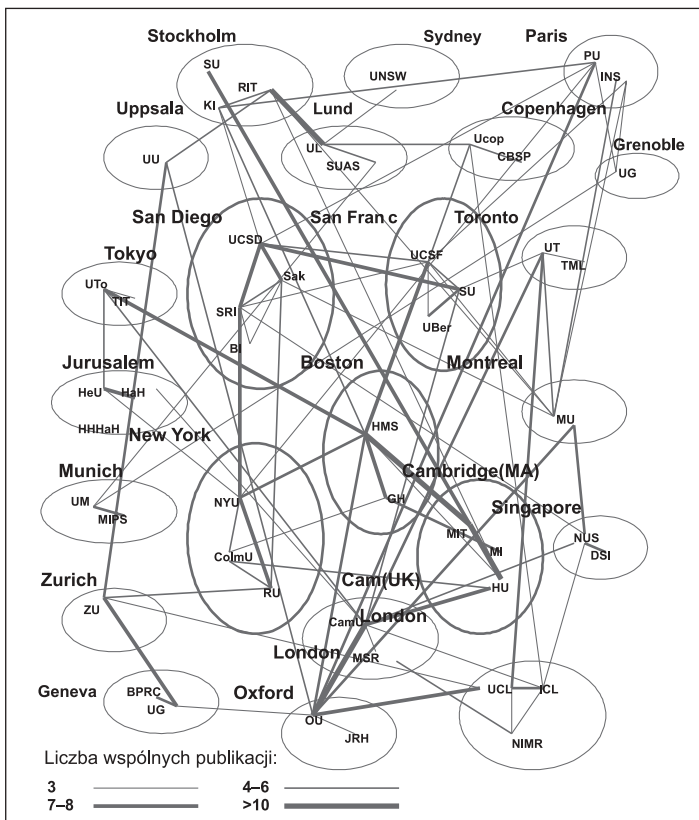 Stockholm Sydney Paris
SU
PU
RIT
UNSW
INS
KI
Uppsala Lund Copenhagen
UL
Ucop
Grenoble
UU
SUAS
CBSP
UG
San Diego San Fran c Toronto
UCSD
UCSF
UT
TML
Tokyo
Sak
UTo
TIT
SRI
SU
UBer
BI
Jurusalem Boston Montreal
HeU HaH
HHHaH
New York
HMS
MU
Munich
Cambridge(MA)
UM
NYU
GH
Singapore
MIPS
MIT
MI
NUS
DSI
ColmU
Zurich
Cam(UK)
RU
HU
ZU
CamU
London
London
MSR
Geneva
BPRC
UG
Oxford
OU
UCL ICL
JRH
NIMR
Liczba wspólnych publikacji:
3 4–6
7–8 >10